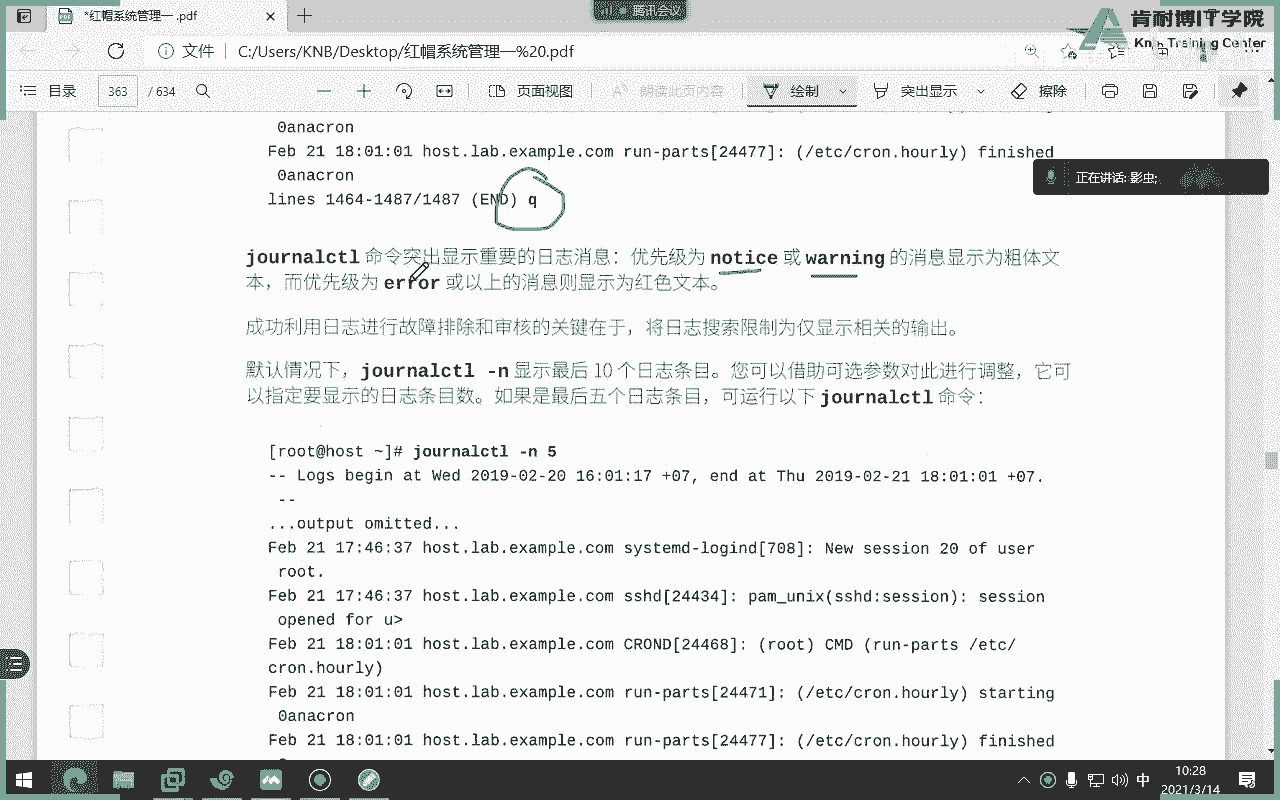 *红帽系统管理一 .pdf
腾讯会议
肯耐博IT学院
KnB Training Center
文件 C:/Users/KNB/Desktop/红帽系统管理一%20.pdf
目录 363 / 634 页面视图 朗读此页内容 绘制 突出显示 擦除
0anacron
Feb 21 18:01:01 host.lab.example.com run-parts[24477]: (/etc/cron.hourly) finished
0anacron
lines 1464-1487/1487 (END) q
正在讲话: 影虫;
journalctl 命令突出显示重要的日志消息：优先级为 notice 或 warning 的消息显示为粗体文
本，而优先级为 error 或以上的消息则显示为红色文本。
成功利用日志进行故障排除和审核的关键在于，将日志搜索限制为仅显示相关的输出。
默认情况下，journalctl -n 显示最后 10 个日志条目。您可以借助可选参数对此进行调整，它可
以指定要显示的日志条目数。如果是最后五个日志条目，可运行以下 journalctl 命令：
[root@host ~]# journalctl -n 5
-- Logs begin at Wed 2019-02-20 16:01:17 +07, end at Thu 2019-02-21 18:01:01 +07.
--
...output omitted...
Feb 21 17:46:37 host.lab.example.com systemd-logind[708]: New session 20 of user
root.
Feb 21 17:46:37 host.lab.example.com sshd[24434]: pam_unix(sshd:session): session
opened for u>
Feb 21 18:01:01 host.lab.example.com CROND[24468]: (root) CMD (run-parts /etc/
cron.hourly)
Feb 21 18:01:01 host.lab.example.com run-parts[24471]: (/etc/cron.hourly) starting
0anacron
Feb 21 18:01:01 host.lab.example.com run-parts[24477]: (/etc/cron.hourly) finished
中
10:28
2021/3/14